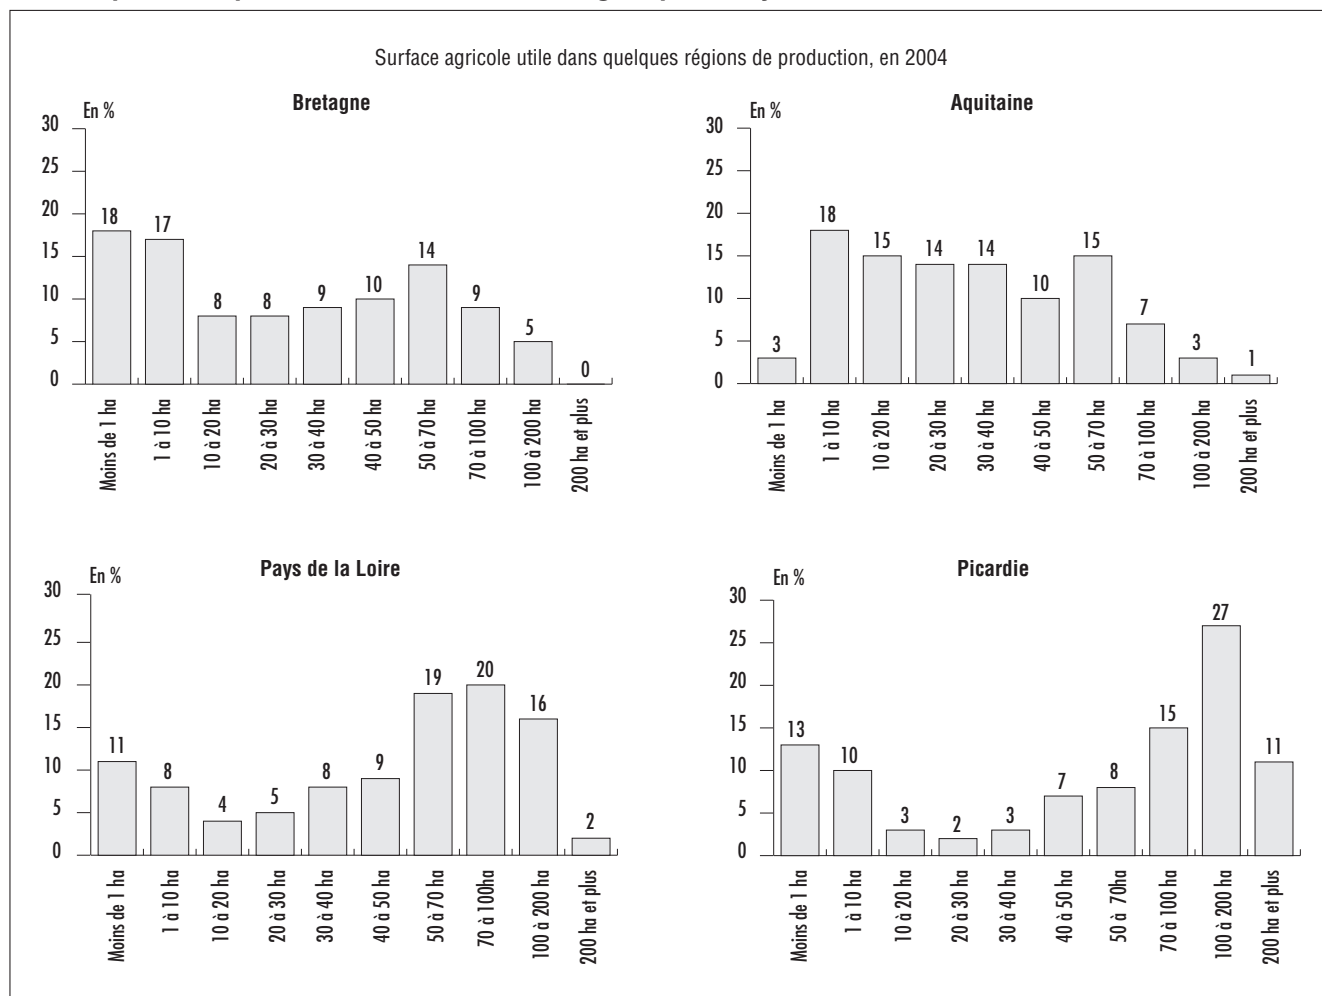 Surface agricole utile dans quelques régions de production, en 2004
Bretagne
En %
30
25
20
15
10
5
0
18
17
8
8
9
10
14
9
5
0
Moins de 1 ha
1 à 10 ha
10 à 20 ha
20 à 30 ha
30 à 40 ha
40 à 50 ha
50 à 70 ha
70 à 100 ha
100 à 200 ha
200 ha et plus
Aquitaine
En %
30
25
20
15
10
5
0
3
18
15
14
14
10
15
7
3
1
Moins de 1 ha
1 à 10 ha
10 à 20 ha
20 à 30 ha
30 à 40 ha
40 à 50 ha
50 à 70 ha
70 à 100 ha
100 à 200 ha
200 ha et plus
Pays de la Loire
En %
30
25
20
15
10
5
0
11
8
4
5
8
9
19
20
16
2
Moins de 1 ha
1 à 10 ha
10 à 20 ha
20 à 30 ha
30 à 40 ha
40 à 50 ha
50 à 70 ha
70 à 100ha
100 à 200 ha
200 ha et plus
Picardie
En %
30
25
20
15
10
5
0
13
10
3
2
3
7
8
15
27
11
Moins de 1 ha
1 à 10 ha
10 à 20 ha
20 à 30 ha
30 à 40 ha
40 à 50 ha
50 à 70ha
70 à 100 ha
100 à 200 ha
200 ha et plus